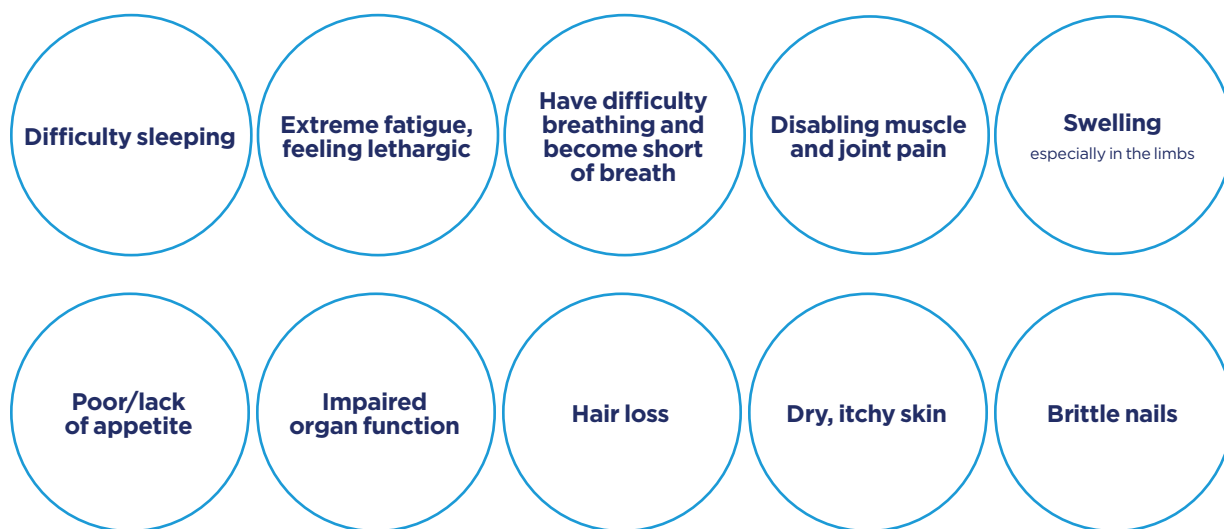 Difficulty sleeping
Extreme fatigue,
feeling lethargic
Have difficulty
breathing and
become short
of breath
Disabling muscle
and joint pain
Swelling
especially in the limbs
Poor/lack
of appetite
Impaired
organ function
Hair loss
Dry, itchy skin
Brittle nails